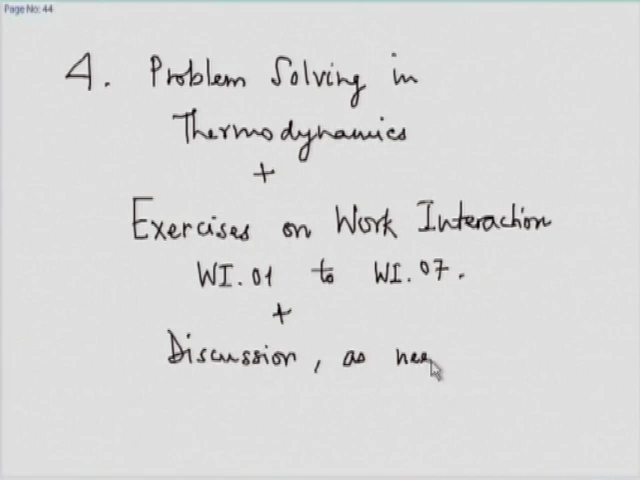 Page No: 44
4. Problem Solving in
Thermodynamics
+
Exercises on Work Interaction
WI.01 to WI.07.
+
Discussion, as nee